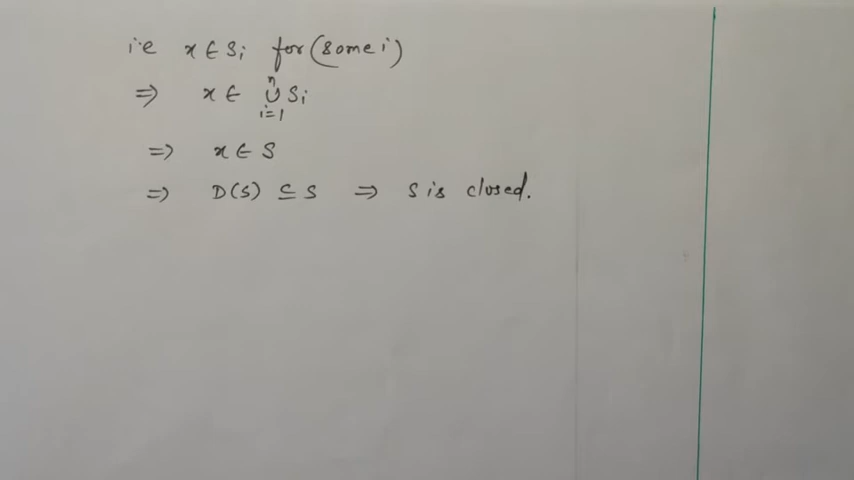 i.e x ∈ Si for (some i)
⇒ x ∈ ⋃ⁿᵢ₌₁ Si
⇒ x ∈ S
⇒ D(S) ⊆ S ⇒ S is closed.